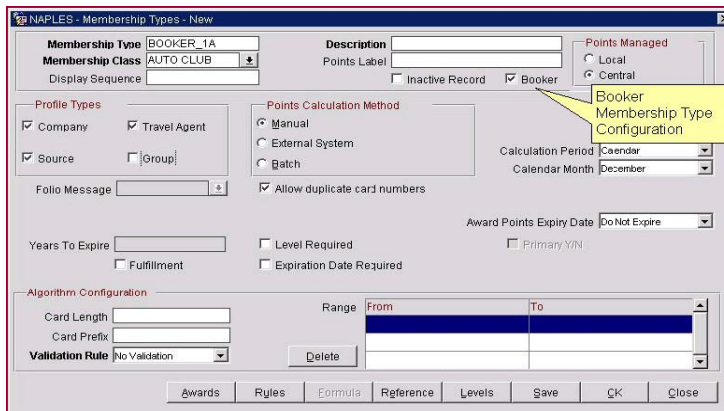 NAPLES - Membership Types - New
Membership Type BOOKER_1A Description Points Managed
Membership Class AUTO CLUB Points Label Local
Display Sequence Inactive Record Booker Central
Booker
Membership Type
Configuration
Profile Types Points Calculation Method
Company Travel Agent Manual
External System
Source Group Batch
Calculation Period Calendar
Calendar Month December
Folio Message Allow duplicate card numbers
Award Points Expiry Date Do Not Expire
Years To Expire Level Required Primary Y/N
Fulfillment Expiration Date Required
Algorithm Configuration
Card Length Range From To
Card Prefix
Validation Rule No Validation Delete
Awards Rules Formula Reference Levels Save OK Close